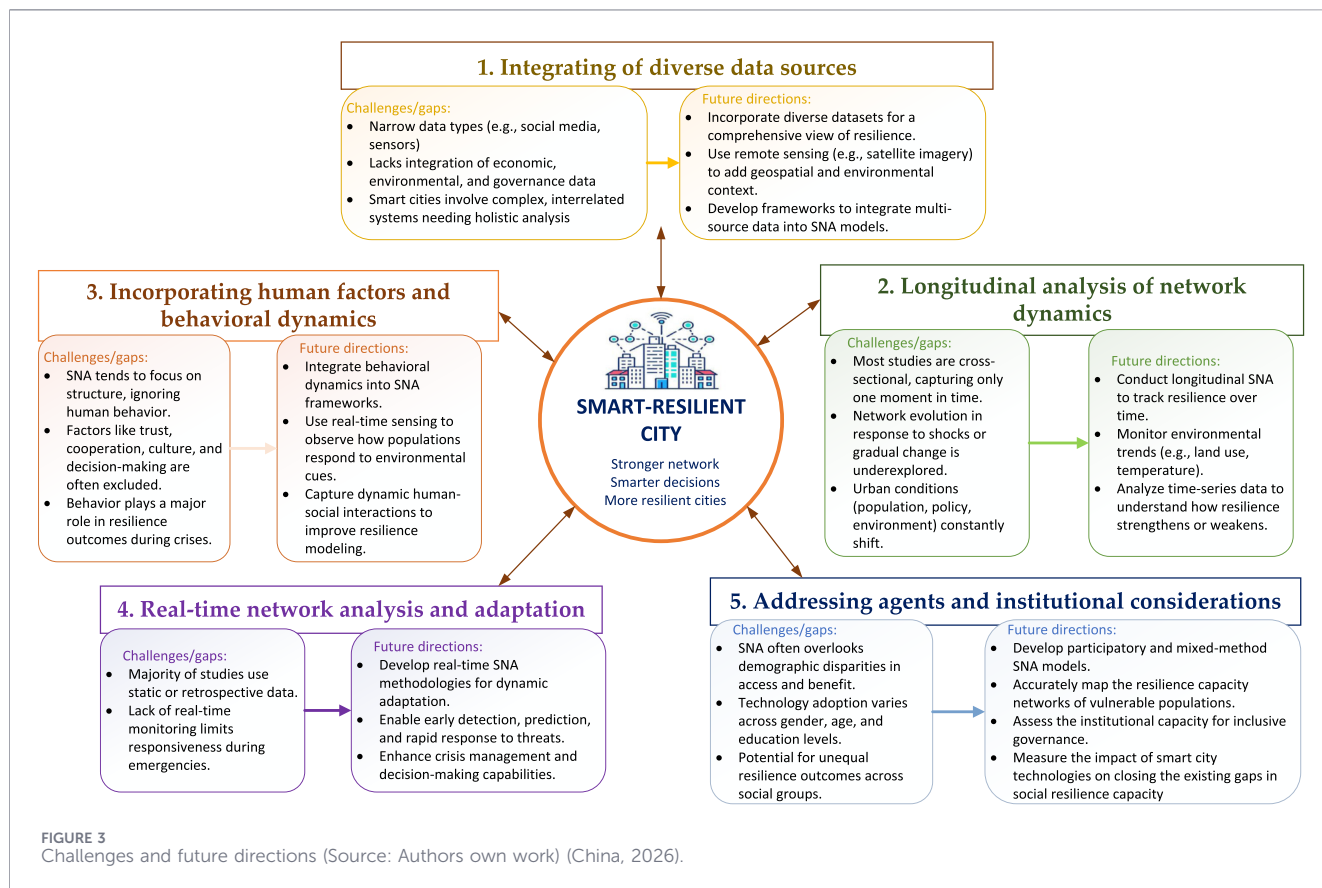 1. Integrating of diverse data sources
Challenges/gaps:
• Narrow data types (e.g., social media,
sensors)
• Lacks integration of economic,
environmental, and governance data
• Smart cities involve complex, interrelated
systems needing holistic analysis
Future directions:
• Incorporate diverse datasets for a
comprehensive view of resilience.
• Use remote sensing (e.g., satellite imagery)
to add geospatial and environmental
context.
• Develop frameworks to integrate multi-
source data into SNA models.
3. Incorporating human factors and
behavioral dynamics
Challenges/gaps:
• SNA tends to focus on
structure, ignoring
human behavior.
• Factors like trust,
cooperation, culture, and
decision-making are
often excluded.
• Behavior plays a major
role in resilience
outcomes during crises.
Future directions:
• Integrate behavioral
dynamics into SNA
frameworks.
• Use real-time sensing to
observe how populations
respond to environmental
cues.
• Capture dynamic human-
social interactions to
improve resilience
modeling.
SMART-RESILIENT
CITY
Stronger network
Smarter decisions
More resilient cities
2. Longitudinal analysis of network
dynamics
Challenges/gaps:
• Most studies are cross-
sectional, capturing only
one moment in time.
• Network evolution in
response to shocks or
gradual change is
underexplored.
• Urban conditions
(population, policy,
environment) constantly
shift.
Future directions:
• Conduct longitudinal SNA
to track resilience over
time.
• Monitor environmental
trends (e.g., land use,
temperature).
• Analyze time-series data to
understand how resilience
strengthens or weakens.
4. Real-time network analysis and adaptation
Challenges/gaps:
• Majority of studies use
static or retrospective data.
• Lack of real-time
monitoring limits
responsiveness during
emergencies.
Future directions:
• Develop real-time SNA
methodologies for dynamic
adaptation.
• Enable early detection, prediction,
and rapid response to threats.
• Enhance crisis management and
decision-making capabilities.
5. Addressing agents and institutional considerations
Challenges/gaps:
• SNA often overlooks
demographic disparities in
access and benefit.
• Technology adoption varies
across gender, age, and
education levels.
• Potential for unequal
resilience outcomes across
social groups.
Future directions:
• Develop participatory and mixed-method
SNA models.
• Accurately map the resilience capacity
networks of vulnerable populations.
• Assess the institutional capacity for inclusive
governance.
• Measure the impact of smart city
technologies on closing the existing gaps in
social resilience capacity
FIGURE 3
Challenges and future directions (Source: Authors own work) (China, 2026).